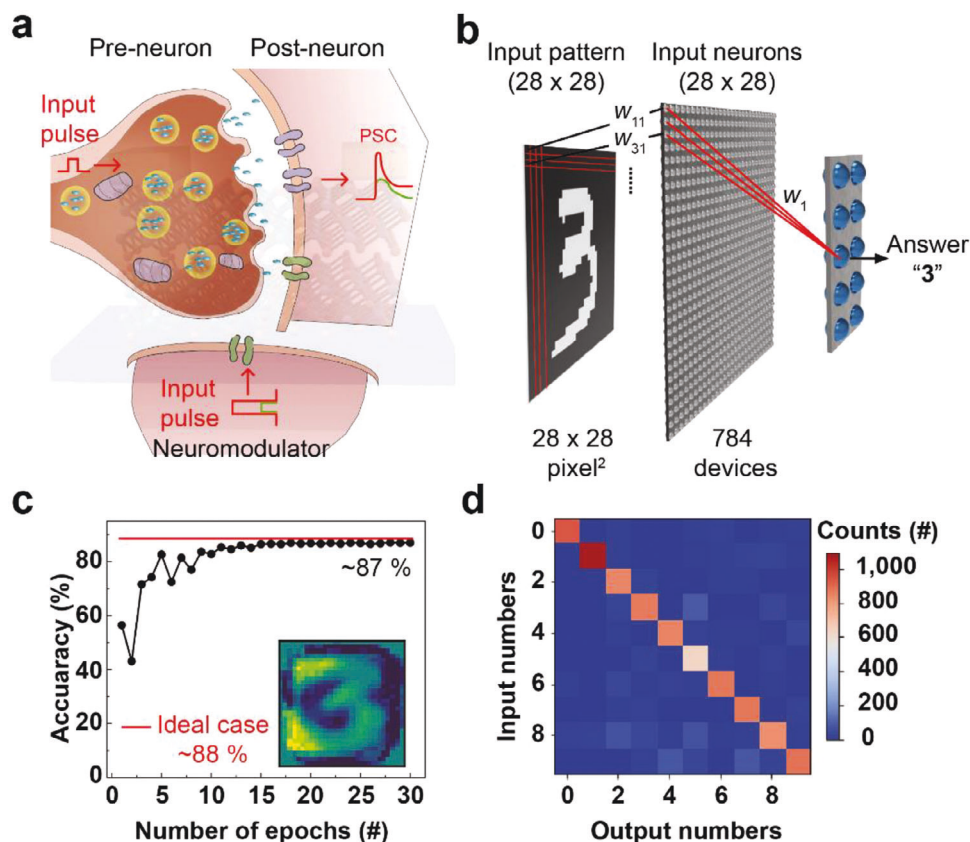 a
Pre-neuron Post-neuron
Input
pulse
PSC
Input
pulse
Neuromodulator
b
Input pattern
(28 x 28)
Input neurons
(28 x 28)
w11
w31
w1
Answer
“3”
28 x 28
pixel²
784
devices
c
Accuaracy (%)
80
60
40
20
0
~87 %
Ideal case
~88 %
0 5 10 15 20 25 30
Number of epochs (#)
d
Input numbers
0
2
4
6
8
0 2 4 6 8
Output numbers
Counts (#)
1,000
800
600
400
200
0